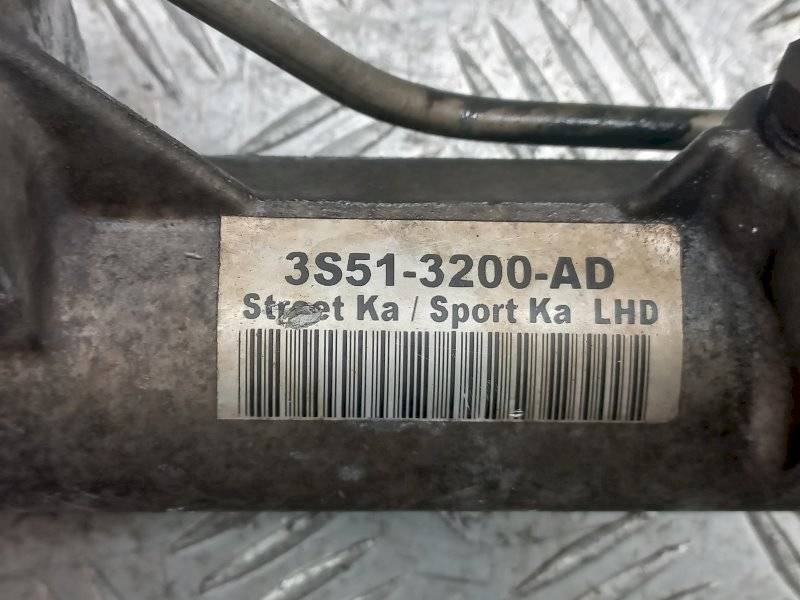 3S51-3200-AD
Street Ka / Sport Ka LHD